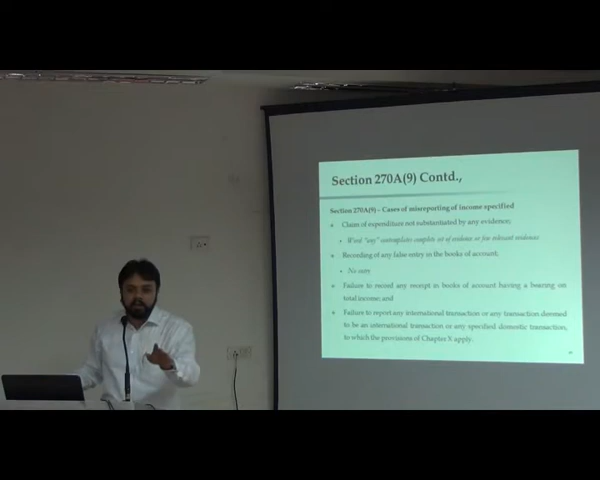 Section 270A(9) Contd.,
Section 270A(9) – Cases of misreporting of income specified
Claim of expenditure not substantiated by any evidence;
Word "any" contemplates complete set of evidence or few relevant evidences
Recording of any false entry in the books of account;
No
Failure to record any receipt in books of account having a bearing on
total income; and
Failure to report any international transaction or any transaction deemed
to be an international transaction or any specified domestic transaction,
to which the provisions of Chapter X apply.